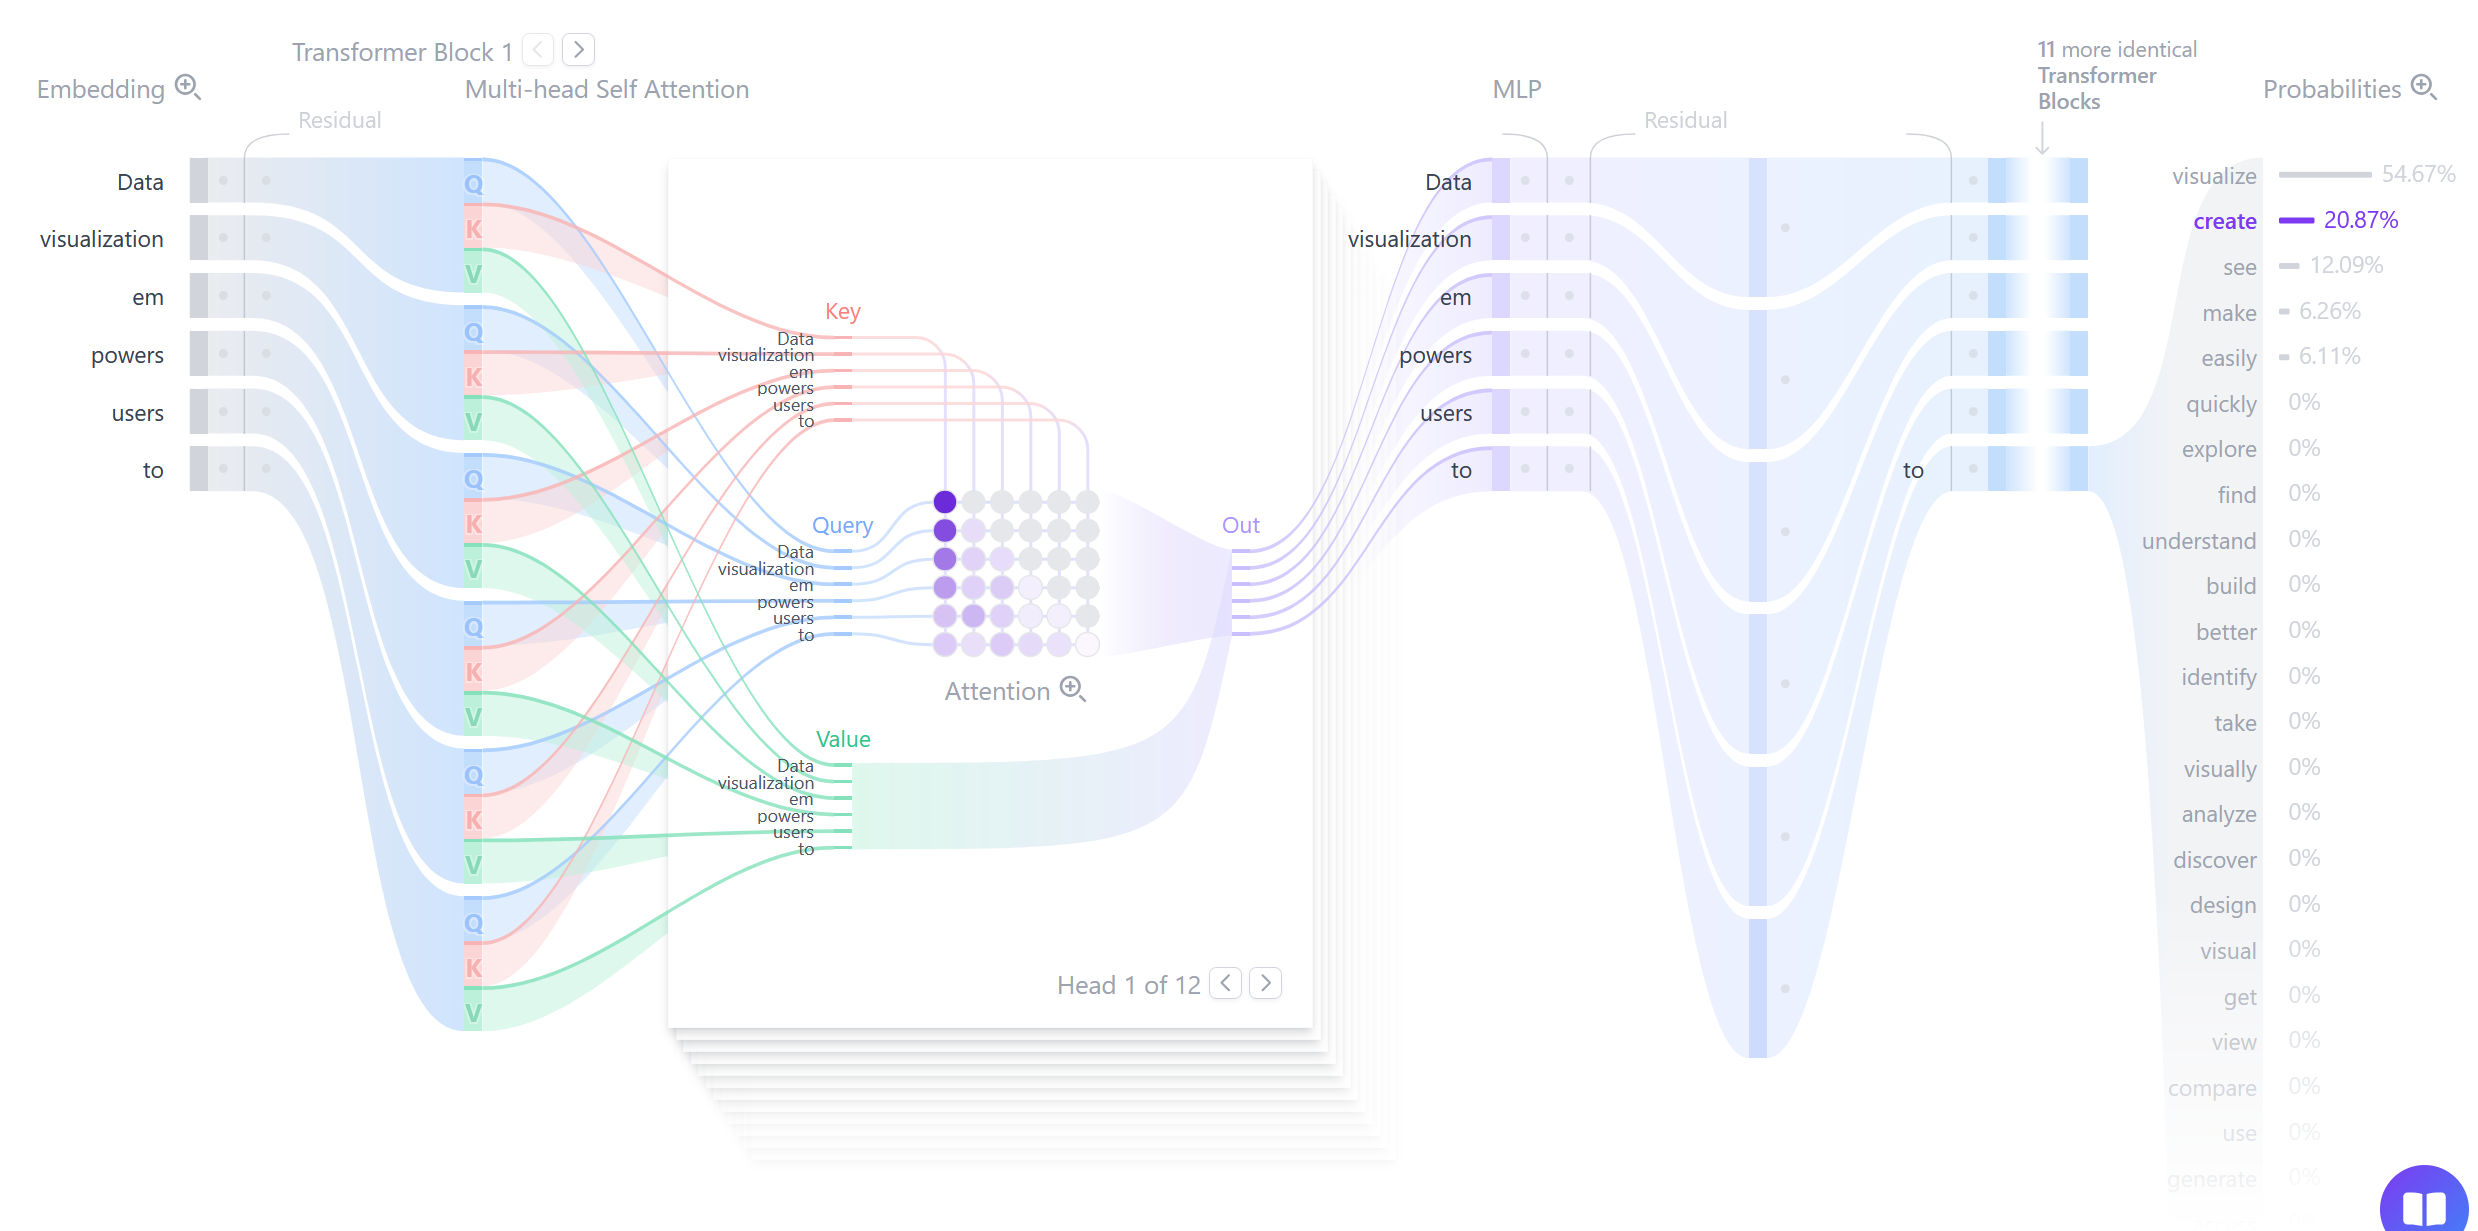 Transformer Block 1
Embedding
Residual
Multi-head Self Attention
MLP
Residual
11 more identical
Transformer
Blocks
Probabilities
Data
visualization
em
powers
users
to
Q
K
V
Q
K
V
Q
K
V
Q
K
V
Q
K
V
Q
K
V
Key
Data
visualization
em
powers
users
to
Query
Data
visualization
em
powers
users
to
Attention
Value
Data
visualization
em
powers
users
to
Out
Head 1 of 12
Data
visualization
em
powers
users
to
to
visualize 54.67%
create 20.87%
see 12.09%
make 6.26%
easily 6.11%
quickly 0%
explore 0%
find 0%
understand 0%
build 0%
better 0%
identify 0%
take 0%
visually 0%
analyze 0%
discover 0%
design 0%
visual 0%
get 0%
view 0%
compare 0%
use 0%
generate 0%